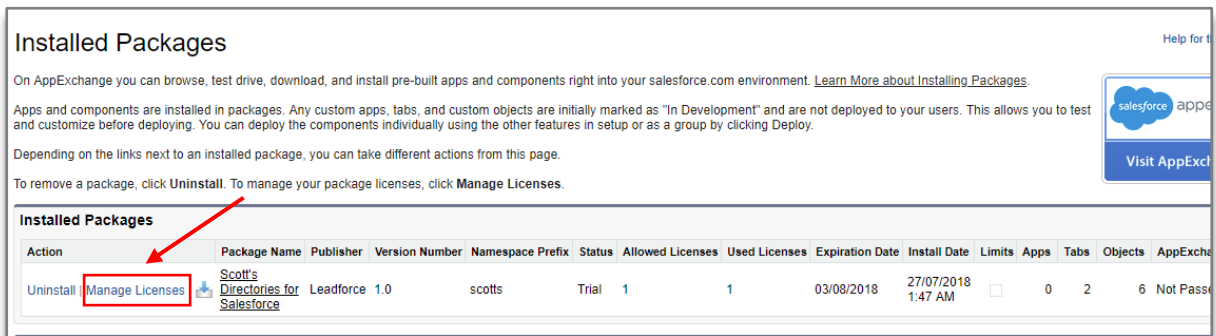 Installed Packages
Help for t
On AppExchange you can browse, test drive, download, and install pre-built apps and components right into your salesforce.com environment. Learn More about Installing Packages.
Apps and components are installed in packages. Any custom apps, tabs, and custom objects are initially marked as "In Development" and are not deployed to your users. This allows you to test
and customize before deploying. You can deploy the components individually using the other features in setup or as a group by clicking Deploy.
salesforce appe
Depending on the links next to an installed package, you can take different actions from this page.
Visit AppExch
To remove a package, click Uninstall. To manage your package licenses, click Manage Licenses.
Installed Packages
Action Package Name Publisher Version Number Namespace Prefix Status Allowed Licenses Used Licenses Expiration Date Install Date Limits Apps Tabs Objects AppExcha
Uninstall | Manage Licenses Scott's Directories for Salesforce Leadforce 1.0 scotts Trial 1 1 03/08/2018 27/07/2018 1:47 AM 0 2 6 Not Passe